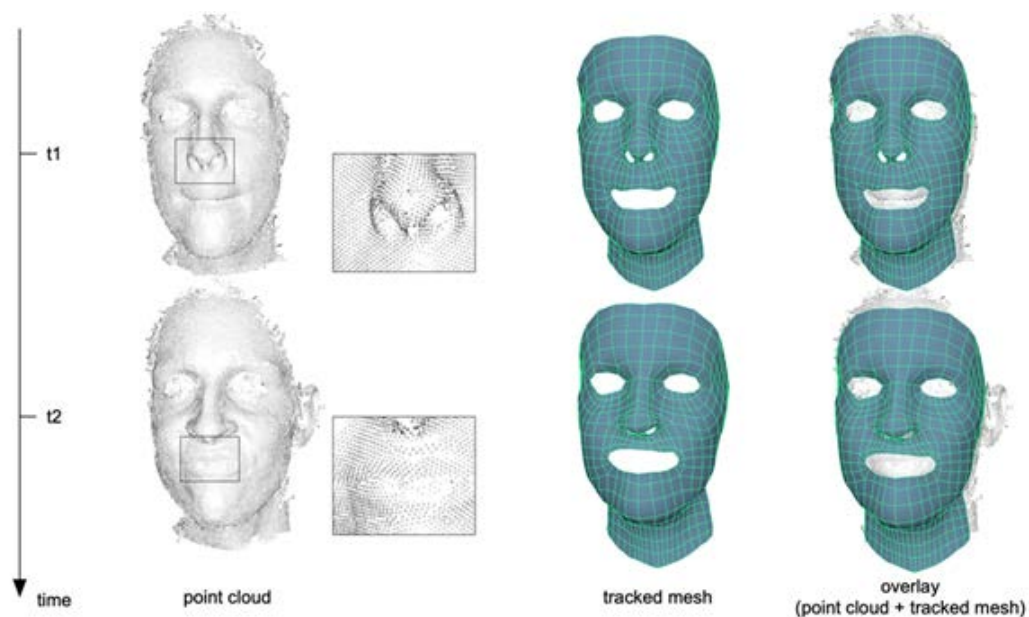 t1
t2
time
point cloud
tracked mesh
overlay
(point cloud + tracked mesh)